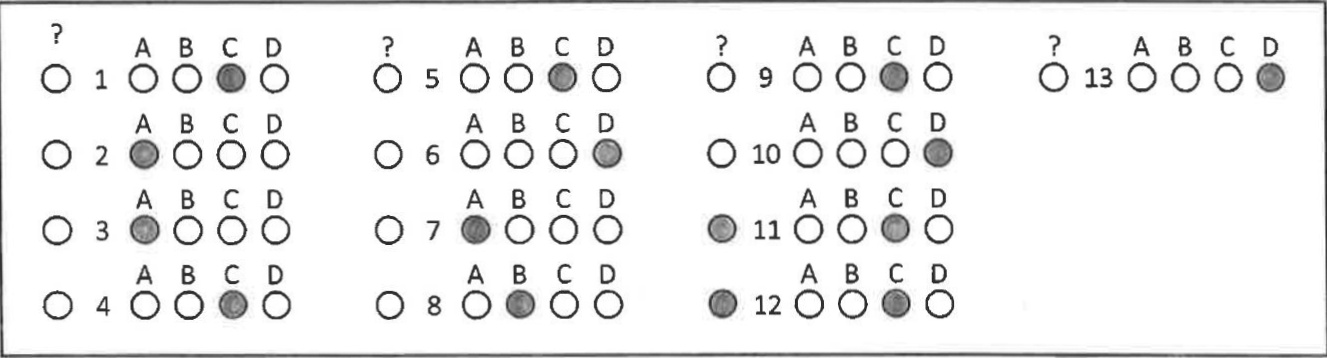 ? A B C D ? A B C D ? A B C D ? A B C D
1 5 9 13
A B C D A B C D A B C D
2 6 10
A B C D A B C D A B C D
3 7 11
A B C D A B C D A B C D
4 8 12